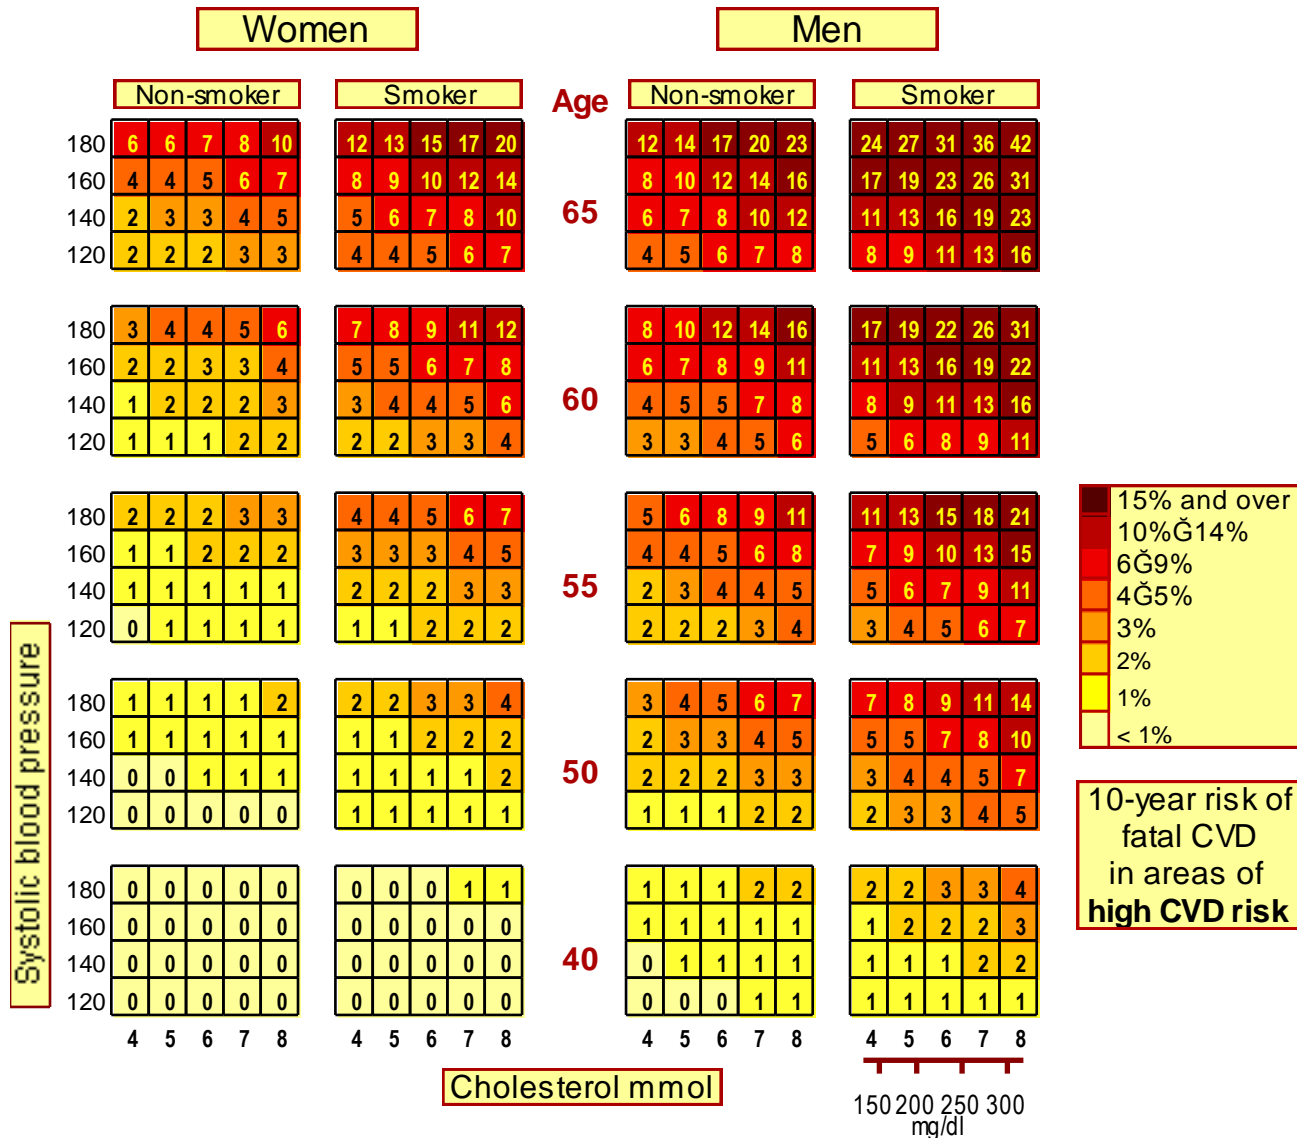 Women Men
Non-smoker Smoker Age Non-smoker Smoker
180 6 6 7 8 10 12 13 15 17 20 12 14 17 20 23 24 27 31 36 42
160 4 4 5 6 7 8 9 10 12 14 8 10 12 14 16 17 19 23 26 31
140 2 3 3 4 5 5 6 7 8 10 65 6 7 8 10 12 11 13 16 19 23
120 2 2 2 3 3 4 4 5 6 7 4 5 6 7 8 8 9 11 13 16
180 3 4 4 5 6 7 8 9 11 12 8 10 12 14 16 17 19 22 26 31
160 2 2 3 3 4 5 5 6 7 8 6 7 8 9 11 11 13 16 19 22
140 1 2 2 2 3 3 4 4 5 6 60 4 5 5 7 8 8 9 11 13 16
120 1 1 1 2 2 2 2 3 3 4 3 3 4 5 6 5 6 8 9 11
180 2 2 2 3 3 4 4 5 6 7 5 6 8 9 11 11 13 15 18 21
160 1 1 2 2 2 3 3 3 4 5 4 4 5 6 8 7 9 10 13 15
140 1 1 1 1 1 2 2 2 3 3 55 2 3 4 4 5 5 6 7 9 11
120 0 1 1 1 1 1 1 2 2 2 2 2 2 3 4 3 4 5 6 7
180 1 1 1 1 2 2 2 3 3 4 3 4 5 6 7 7 8 9 11 14
160 1 1 1 1 1 1 1 2 2 2 2 3 3 4 5 5 5 7 8 10
140 0 0 1 1 1 1 1 1 1 2 50 2 2 2 3 3 3 4 4 5 7
120 0 0 0 0 0 1 1 1 1 1 1 1 1 2 2 2 3 3 4 5
180 0 0 0 0 0 0 0 0 1 1 1 1 1 2 2 2 2 3 3 4
160 0 0 0 0 0 0 0 0 0 0 1 1 1 1 1 1 2 2 2 3
140 0 0 0 0 0 0 0 0 0 0 40 0 1 1 1 1 1 1 1 2 2
120 0 0 0 0 0 0 0 0 0 0 0 0 0 1 1 1 1 1 1 1
4 5 6 7 8 4 5 6 7 8 4 5 6 7 8 4 5 6 7 8
Systolic blood pressure
Cholesterol mmol
150 200 250 300
mg/dl
15% and over
10%Ğ14%
6Ğ9%
4Ğ5%
3%
2%
1%
< 1%
10-year risk of
fatal CVD
in areas of
high CVD risk